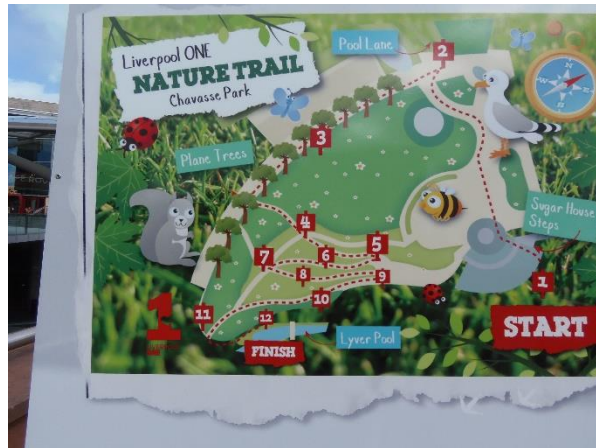 Liverpool ONE
NATURE TRAIL
Chavasse Park
Pool Lane
2
N
E
S
W
3
Plane Trees
Sugar House
Steps
4
5
6
7
8
9
1
10
11
12
START
FINISH
Lyver Pool
1